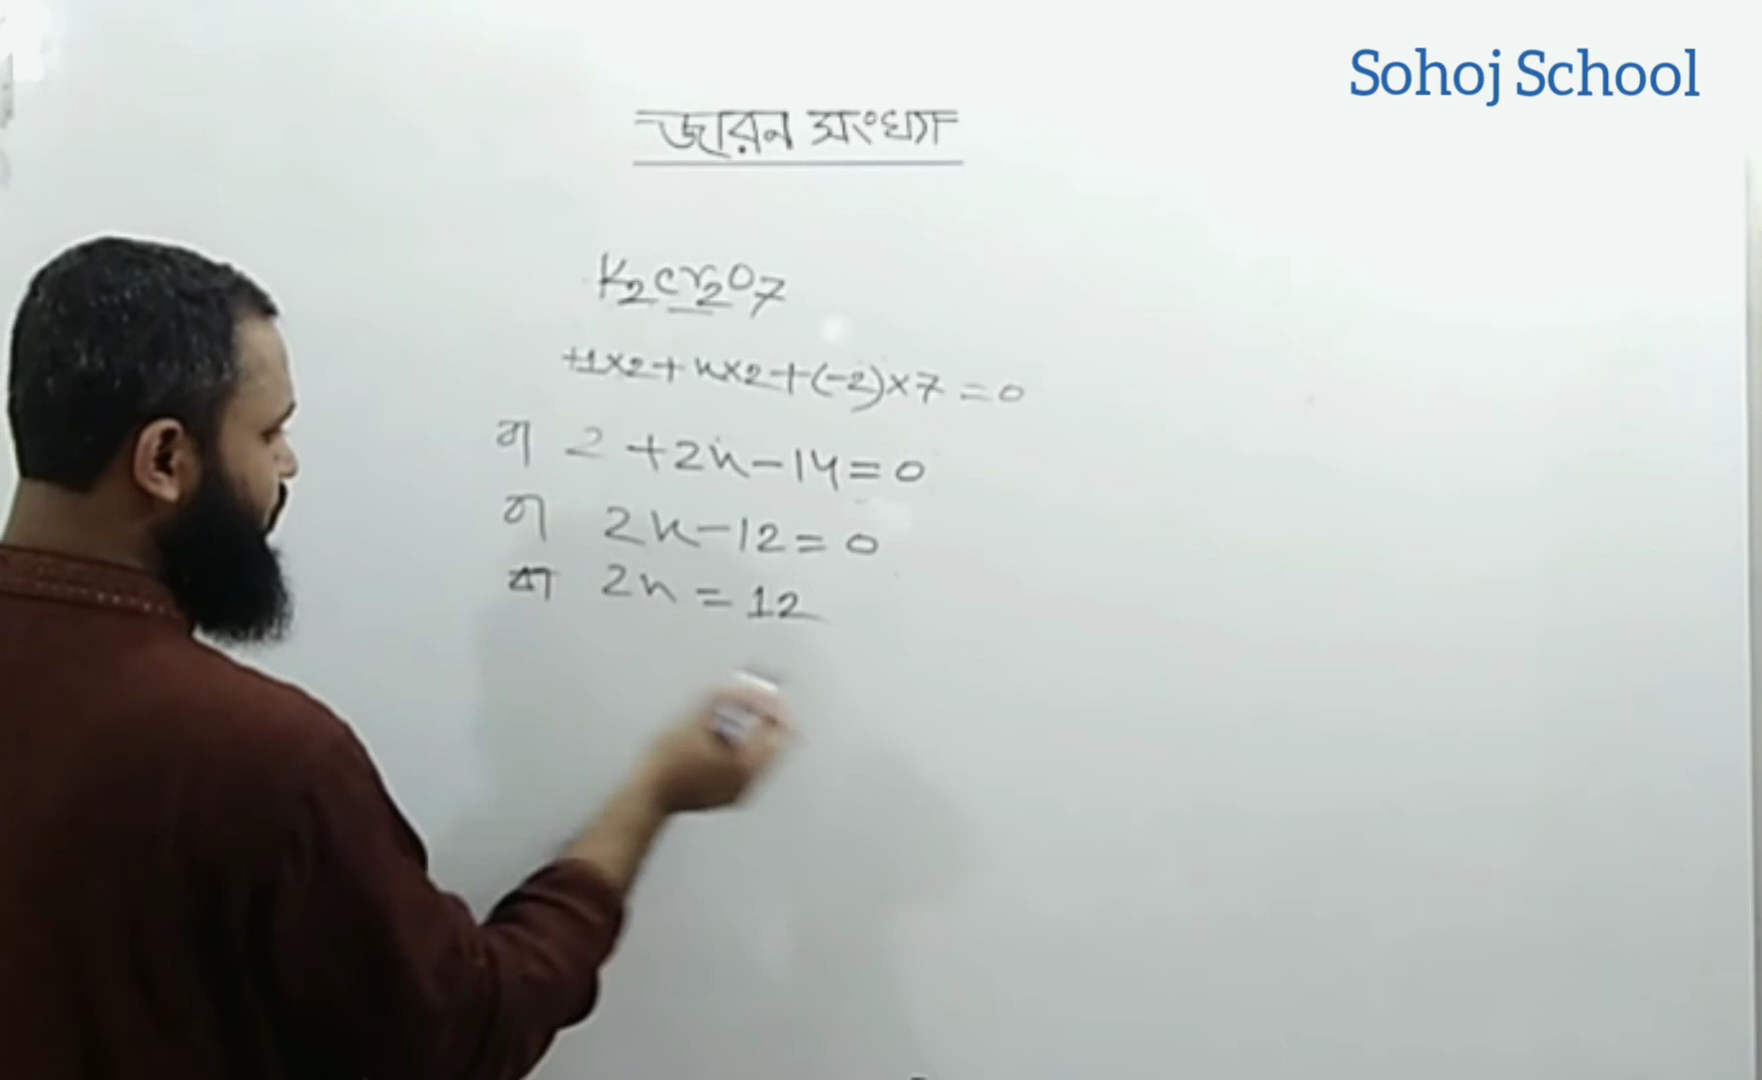 Sohoj School
জারন সংখ্যা
K₂Cr₂O₇
+1×2+x×2+(-2)×7=0
বা 2+2x-14=0
বা 2x-12=0
বা 2x=12